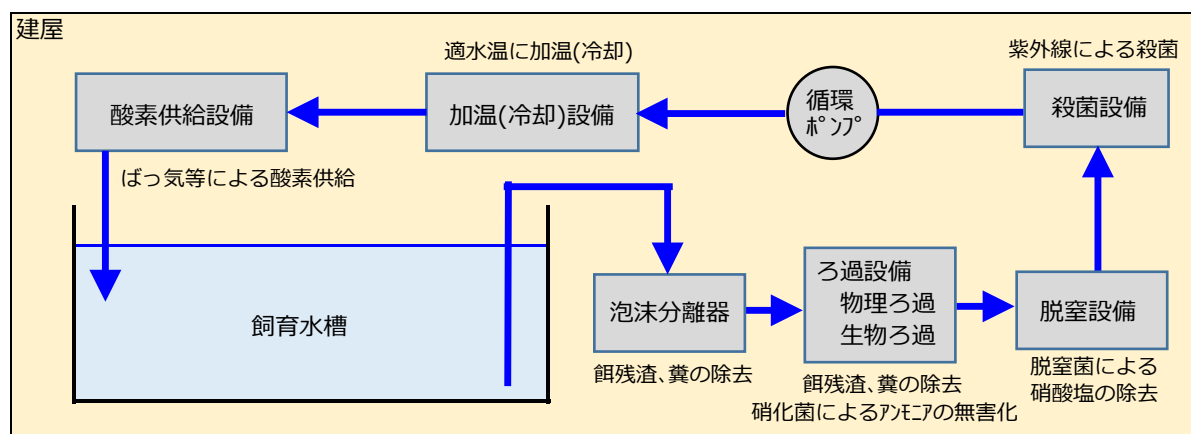 建屋
適水温に加温(冷却)
紫外線による殺菌
酸素供給設備
加温(冷却)設備
循環
ﾎﾟﾝﾌﾟ
殺菌設備
ばっ気等による酸素供給
飼育水槽
泡沫分離器
餌残渣､糞の除去
ろ過設備
物理ろ過
生物ろ過
餌残渣､糞の除去
硝化菌によるｱﾝﾓﾆｱの無害化
脱窒設備
脱窒菌による
硝酸塩の除去